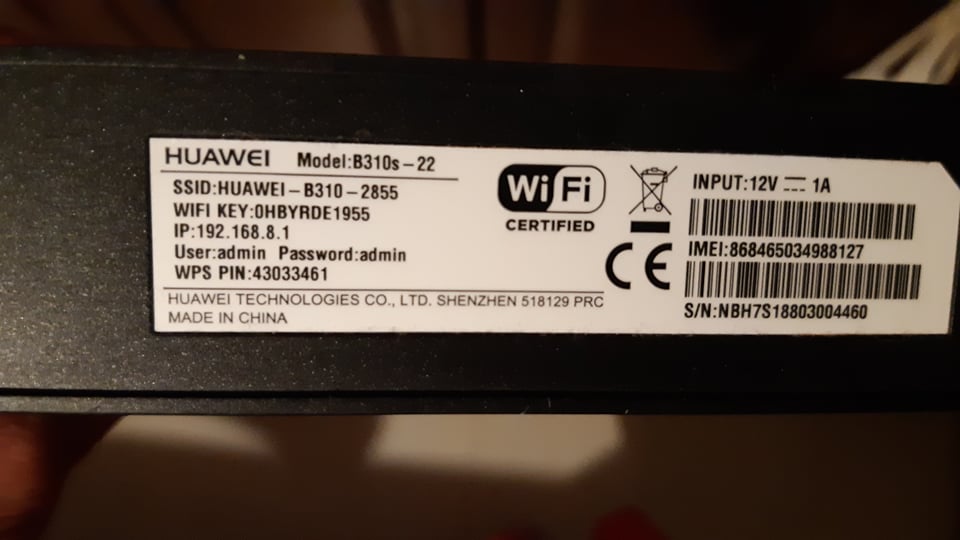 HUAWEI Model:B310s-22
SSID:HUAWEI-B310-2855
WIFI KEY:0HBYRDE1955
IP:192.168.8.1
User:admin Password:admin
WPS PIN:43033461
HUAWEI TECHNOLOGIES CO., LTD. SHENZHEN 518129 PRC
MADE IN CHINA
Wi Fi
CERTIFIED
CE
INPUT:12V ⎓ 1A
IMEI:868465034988127
S/N:NBH7S18803004460